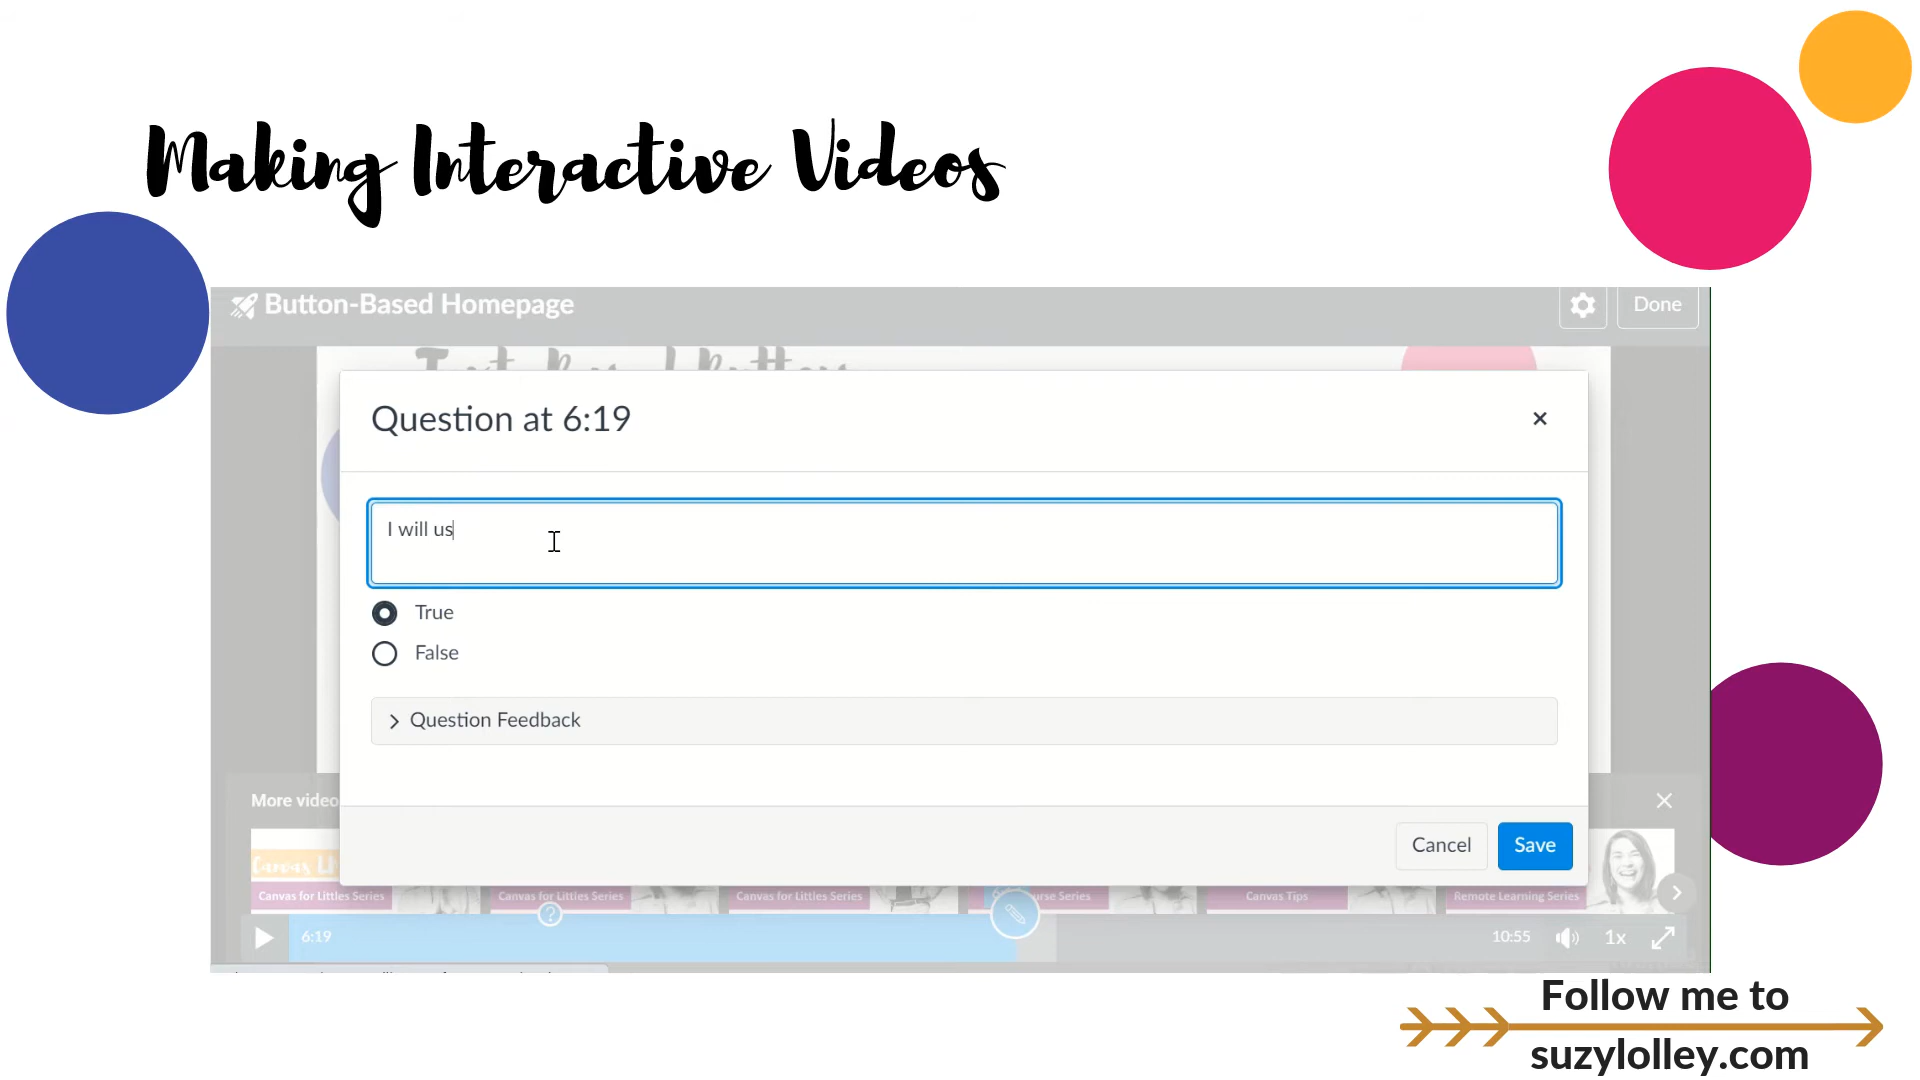 Making Interactive Videos
Button-Based Homepage
Done
Question at 6:19
I will us
True
False
Question Feedback
More video
Cancel
Save
Canvas for Littles Series
Canvas for Littles Series
Canvas for Littles Series
urse Series
Canvas Tips
Remote Learning Series
6:19
10:55
1x
Follow me to
suzylolley.com